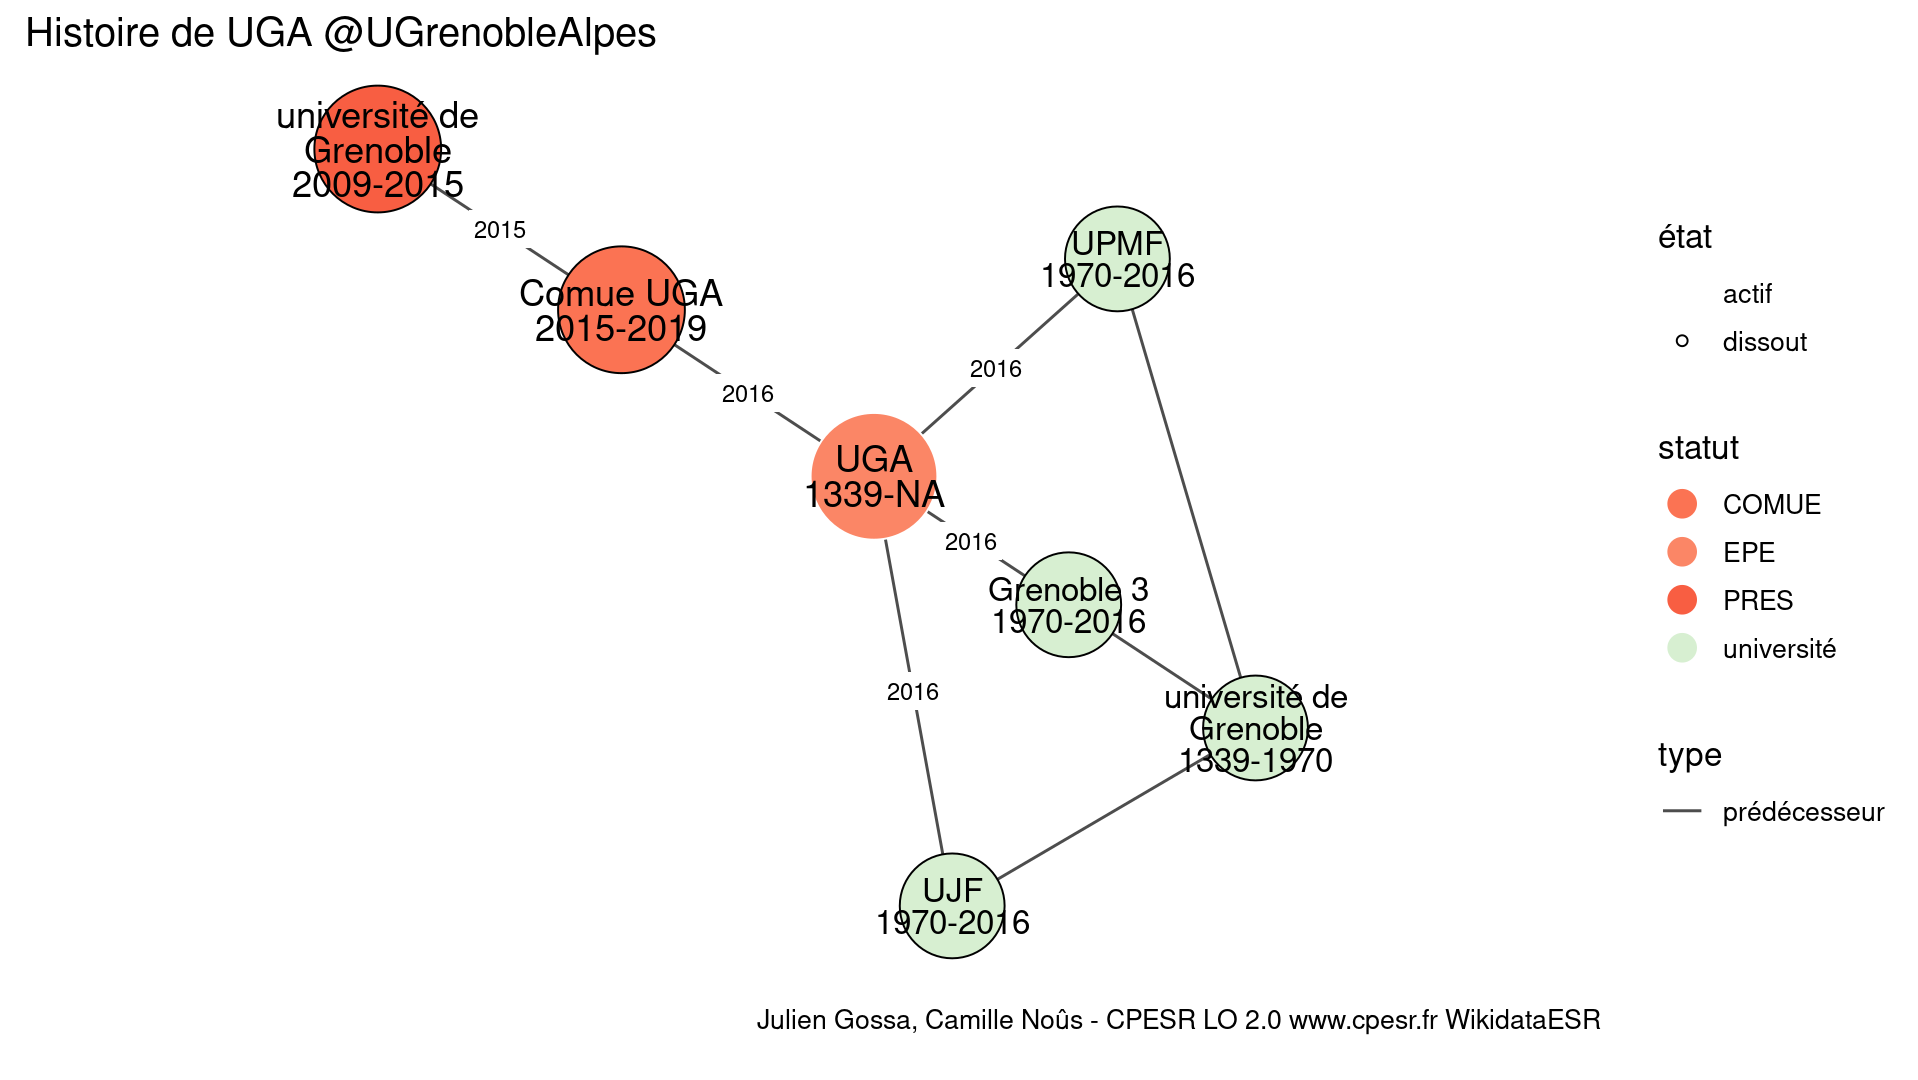 Histoire de UGA @UGrenobleAlpes
université de
Grenoble
2009-2015
2015
Comue UGA
2015-2019
2016
UPMF
1970-2016
2016
UGA
1339-NA
2016
Grenoble 3
1970-2016
2016
université de
Grenoble
1339-1970
UJF
1970-2016
état
actif
dissout
statut
COMUE
EPE
PRES
université
type
prédécesseur
Julien Gossa, Camille Noûs - CPESR LO 2.0 www.cpesr.fr WikidataESR